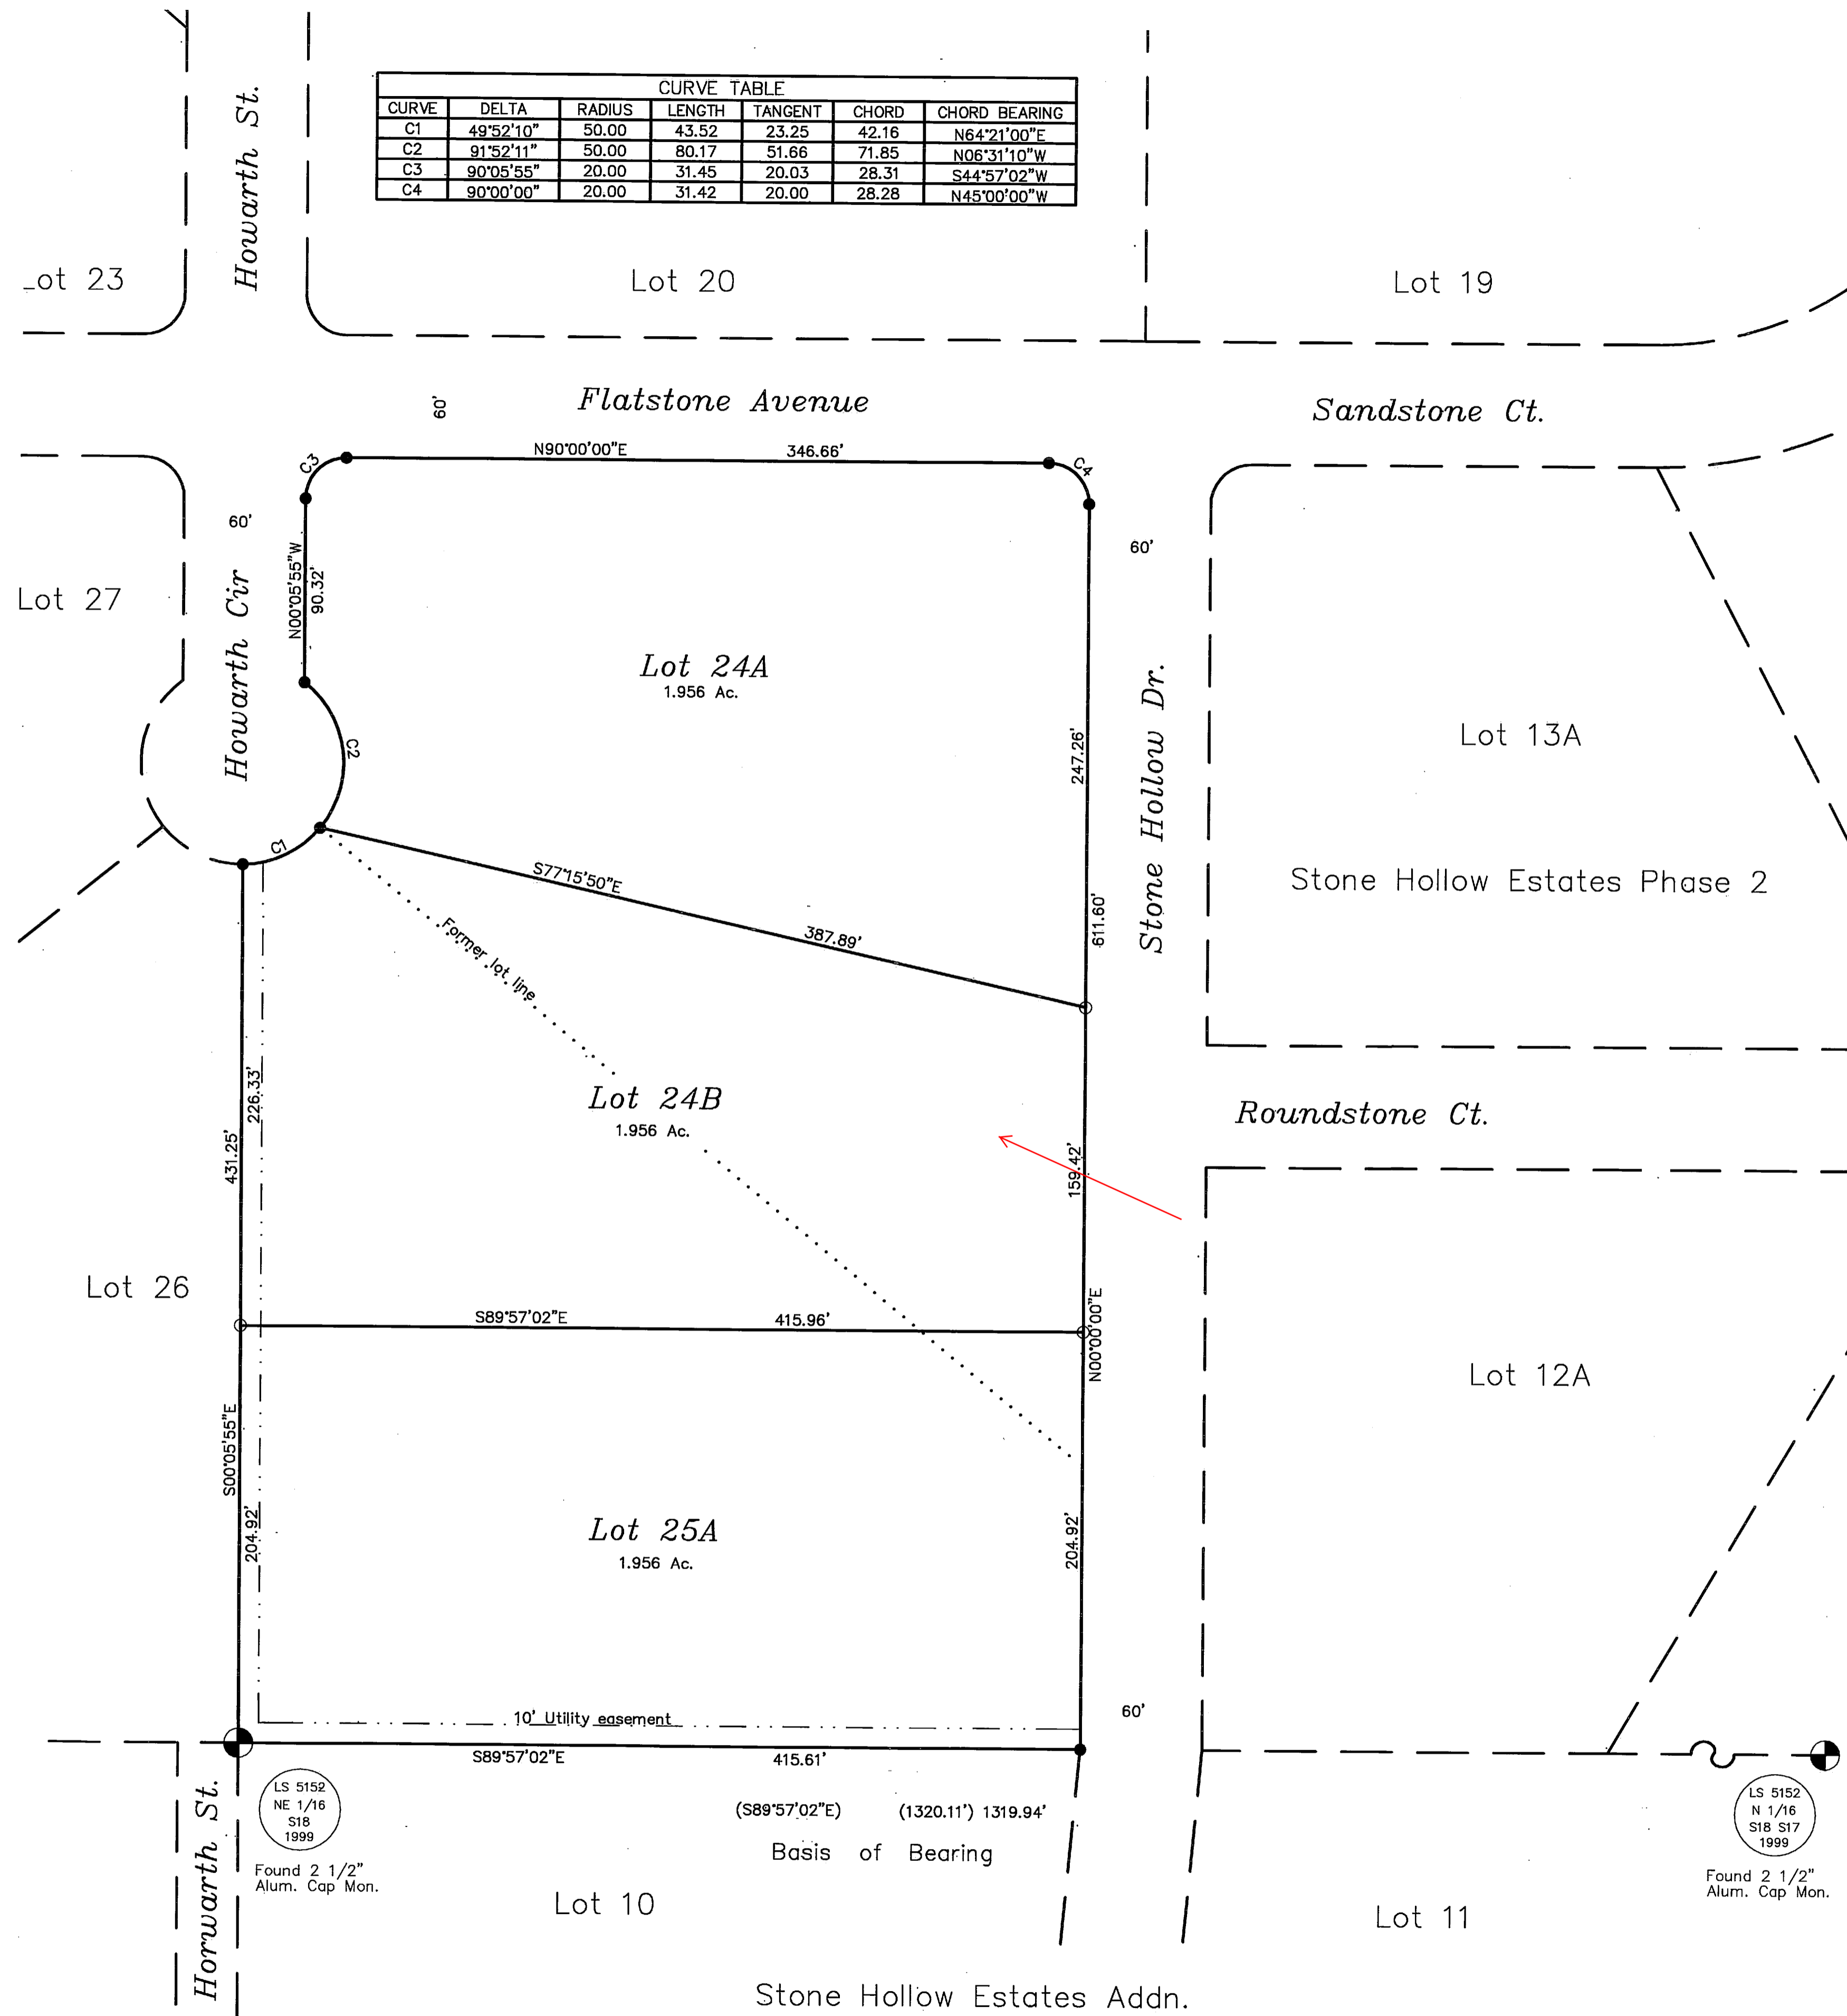 CURVE TABLE
CURVE DELTA RADIUS LENGTH TANGENT CHORD CHORD BEARING
C1 49°52'10" 50.00 43.52 23.25 42.16 N64°21'00"E
C2 91°52'11" 50.00 80.17 51.66 71.85 N06°31'10"W
C3 90°05'55" 20.00 31.45 20.03 28.31 S44°57'02"W
C4 90°00'00" 20.00 31.42 20.00 28.28 N45°00'00"W
Howarth St.
Lot 20
Lot 19
60'
Flatstone Avenue
Sandstone Ct.
N90°00'00"E 346.66'
C3
C4
60'
60'
N00°05'55"W
90.32'
Lot 27
Howarth Cir
Lot 24A
1.956 Ac.
C2
247.26'
Stone Hollow Dr.
Lot 13A
C1
S77°15'50"E
387.89'
Stone Hollow Estates Phase 2
611.60'
Former lot line
226.33'
431.25'
Lot 24B
1.956 Ac.
Roundstone Ct.
159.42'
Lot 26
S89°57'02"E 415.96'
N00°00'00"E
Lot 12A
S00°05'55"E
204.92'
Lot 25A
1.956 Ac.
204.92'
10' Utility easement
60'
S89°57'02"E 415.61'
Horwarth St.
LS 5152
NE 1/16
S18
1999
Found 2 1/2"
Alum. Cap Mon.
(S89°57'02"E) (1320.11') 1319.94'
Basis of Bearing
LS 5152
N 1/16
S18 S17
1999
Found 2 1/2"
Alum. Cap Mon.
Lot 10
Lot 11
Stone Hollow Estates Addn.
ot 23